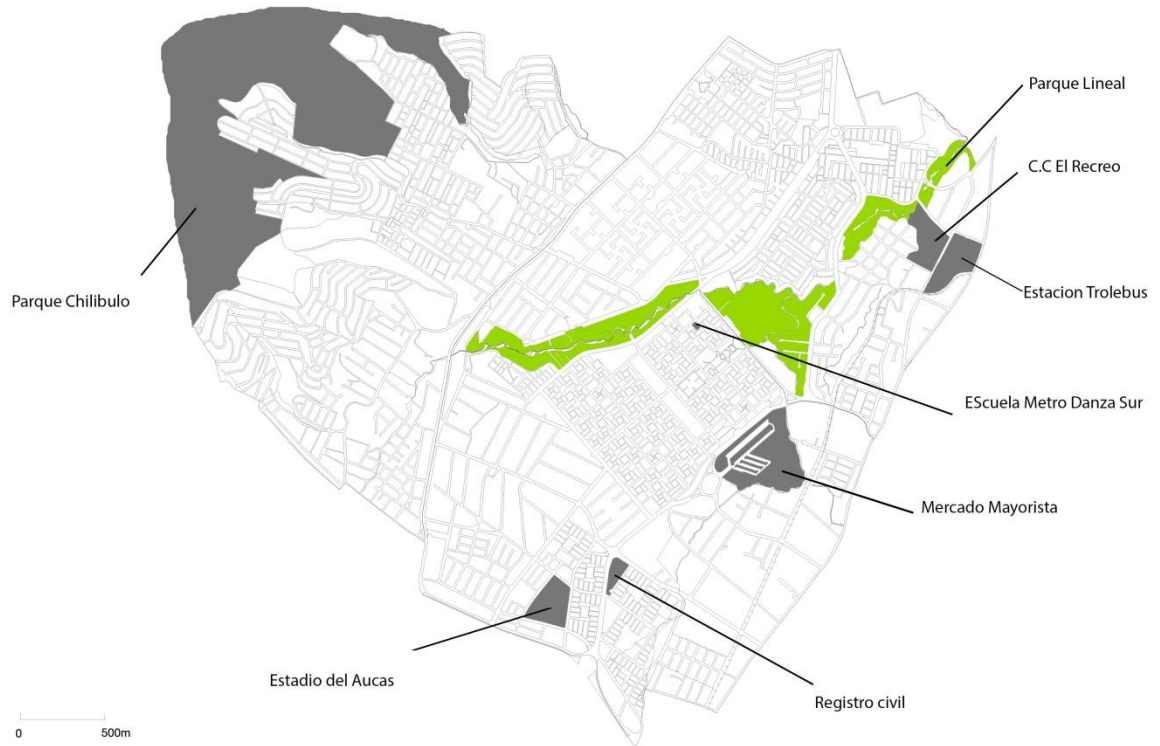 Parque Lineal
C.C El Recreo
Parque Chilibulo
Estacion Trolebus
EScuela Metro Danza Sur
Mercado Mayorista
Estadio del Aucas
Registro civil
0 500m